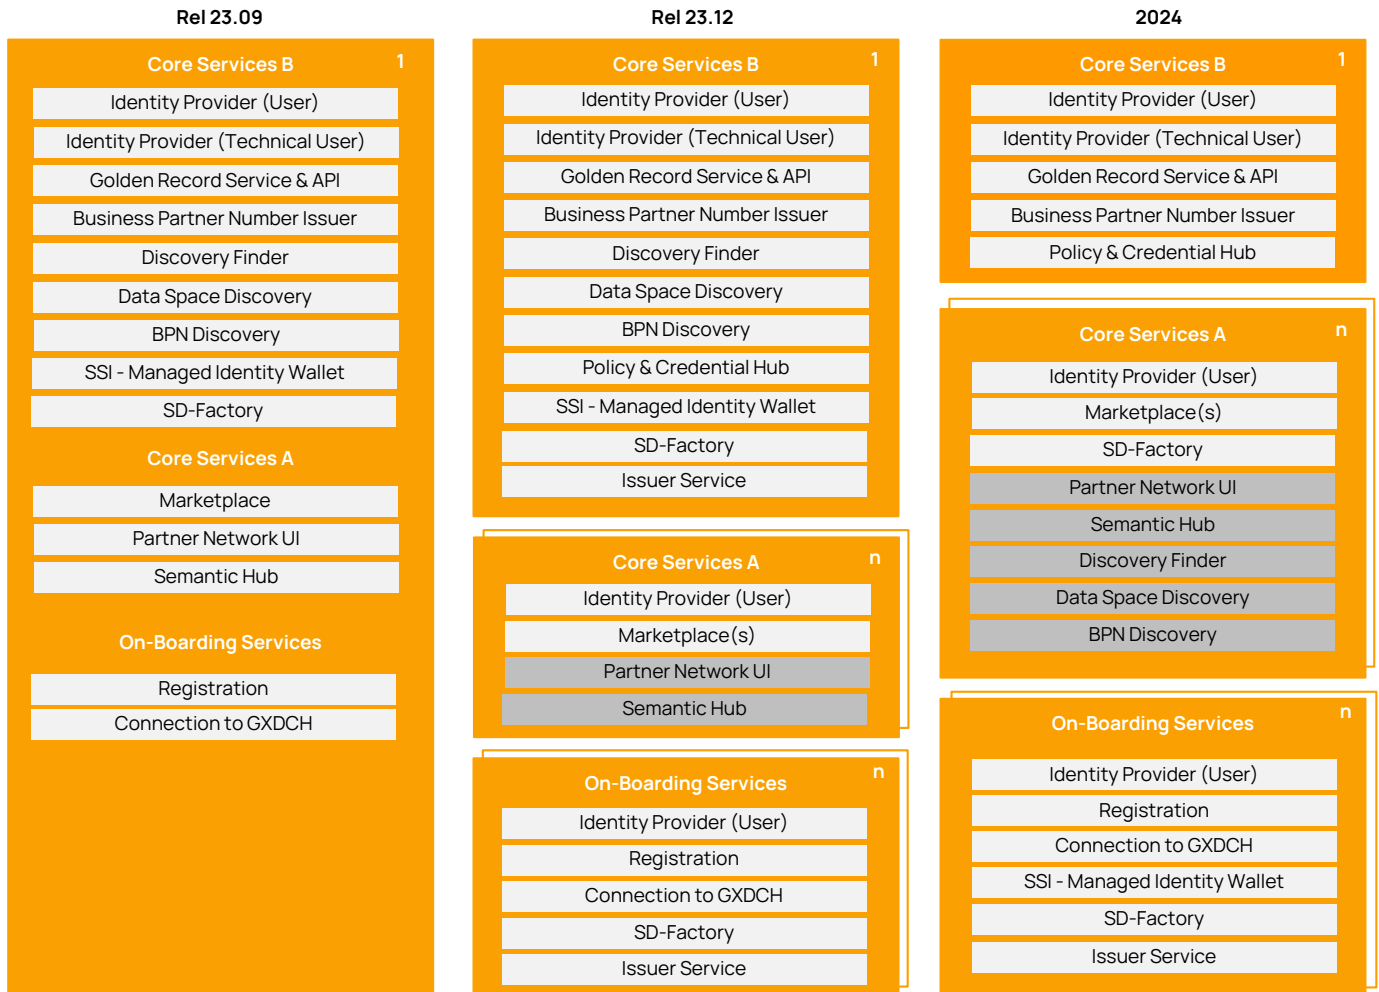 Rel 23.09
Core Services B
1
Identity Provider (User)
Identity Provider (Technical User)
Golden Record Service & API
Business Partner Number Issuer
Discovery Finder
Data Space Discovery
BPN Discovery
SSI - Managed Identity Wallet
SD-Factory
Core Services A
Marketplace
Partner Network UI
Semantic Hub
On-Boarding Services
Registration
Connection to GXDCH
Rel 23.12
Core Services B
1
Identity Provider (User)
Identity Provider (Technical User)
Golden Record Service & API
Business Partner Number Issuer
Discovery Finder
Data Space Discovery
BPN Discovery
Policy & Credential Hub
SSI - Managed Identity Wallet
SD-Factory
Issuer Service
Core Services A
n
Identity Provider (User)
Marketplace(s)
Partner Network UI
Semantic Hub
On-Boarding Services
n
Identity Provider (User)
Registration
Connection to GXDCH
SD-Factory
Issuer Service
2024
Core Services B
1
Identity Provider (User)
Identity Provider (Technical User)
Golden Record Service & API
Business Partner Number Issuer
Policy & Credential Hub
Core Services A
n
Identity Provider (User)
Marketplace(s)
SD-Factory
Partner Network UI
Semantic Hub
Discovery Finder
Data Space Discovery
BPN Discovery
On-Boarding Services
n
Identity Provider (User)
Registration
Connection to GXDCH
SSI - Managed Identity Wallet
SD-Factory
Issuer Service